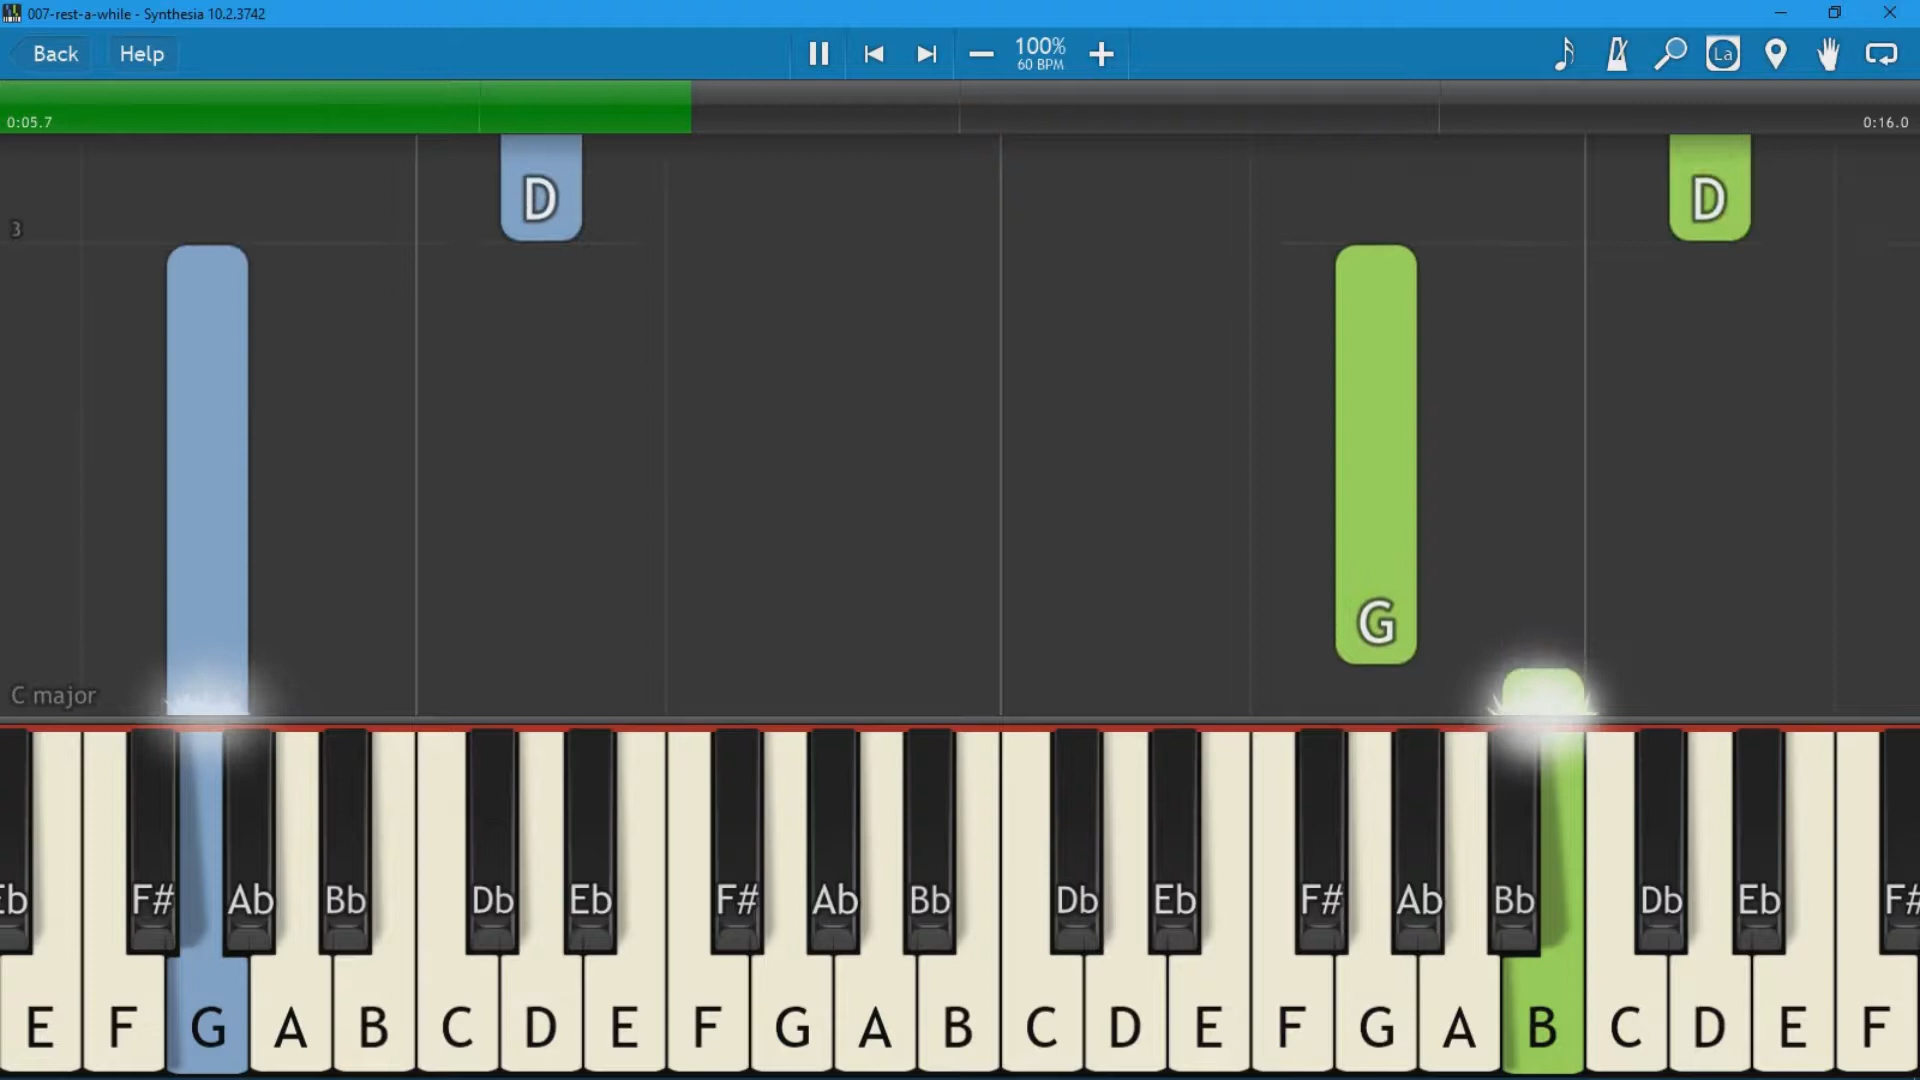 007-rest-a-while - Synthesia 10.2.3742
Back Help 100% La
60 BPM
0:05.7 0:16.0
D D
3
G
C major
Eb F# Ab Bb Db Eb F# Ab Bb Db Eb F# Ab Bb Db Eb F#
E F G A B C D E F G A B C D E F G A B C D E F